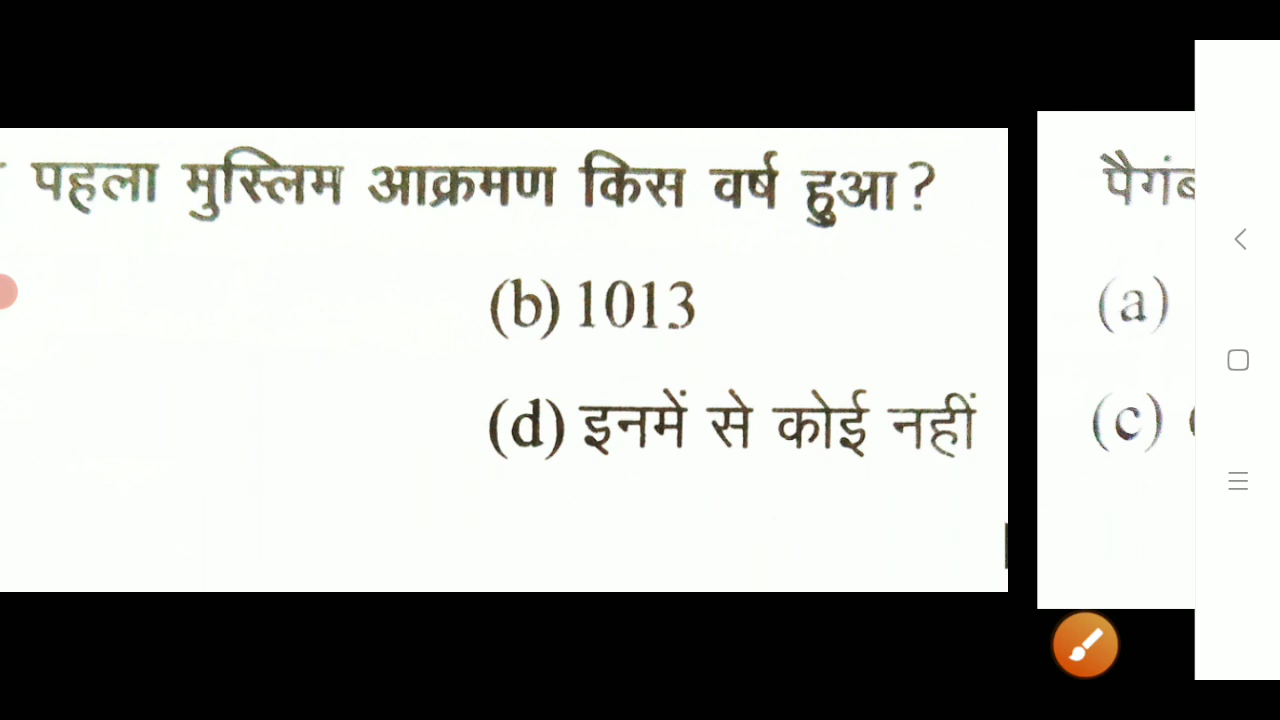 पहला मुस्लिम आक्रमण किस वर्ष हुआ?
(b) 1013
(d) इनमें से कोई नहीं
(a)
(c)